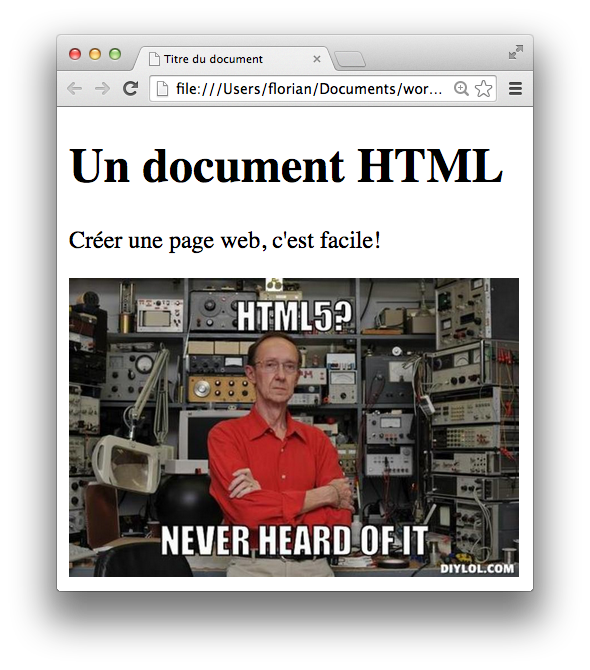 Titre du document
file:///Users/florian/Documents/wor...
Un document HTML
Créer une page web, c'est facile!
HTML5?
NEVER HEARD OF IT
DIYLOL.COM